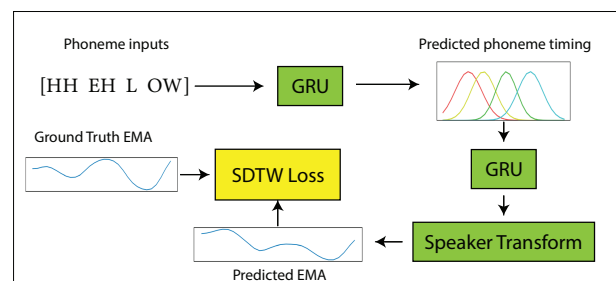 Phoneme inputs
Predicted phoneme timing
[HH EH L OW]
GRU
Ground Truth EMA
SDTW Loss
GRU
Speaker Transform
Predicted EMA